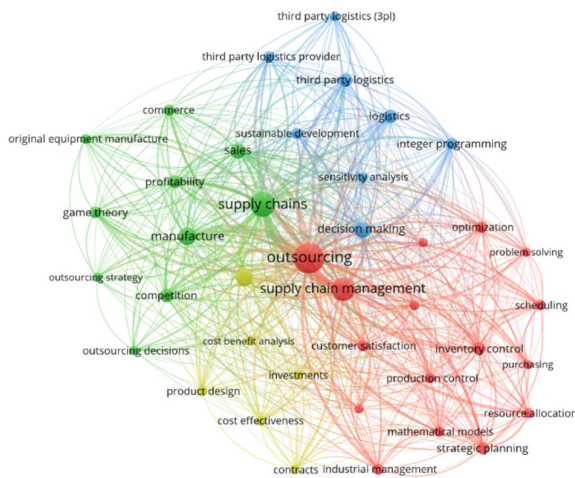 third party logistics (3pl)
third party logistics provider
third party logistics
commerce
logistics
original equipment manufacture
sustainable development
integer programming
sales
profitability
sensitivity analysis
supply chains
game theory
decision making
optimization
manufacture
outsourcing
problem solving
outsourcing strategy
supply chain management
competition
scheduling
cost benefit analysis
customer satisfaction
inventory control
outsourcing decisions
purchasing
investments
production control
product design
resource allocation
cost effectiveness
mathematical models
strategic planning
contracts
industrial management